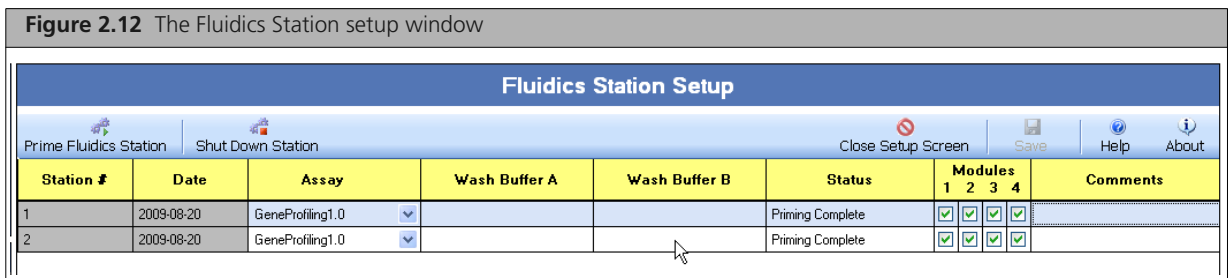 Figure 2.12 The Fluidics Station setup window
Fluidics Station Setup
Prime Fluidics Station Shut Down Station Close Setup Screen Save Help About
Station # Date Assay Wash Buffer A Wash Buffer B Status Modules 1 2 3 4 Comments
1 2009-08-20 GeneProfiling1.0 Priming Complete
2 2009-08-20 GeneProfiling1.0 Priming Complete